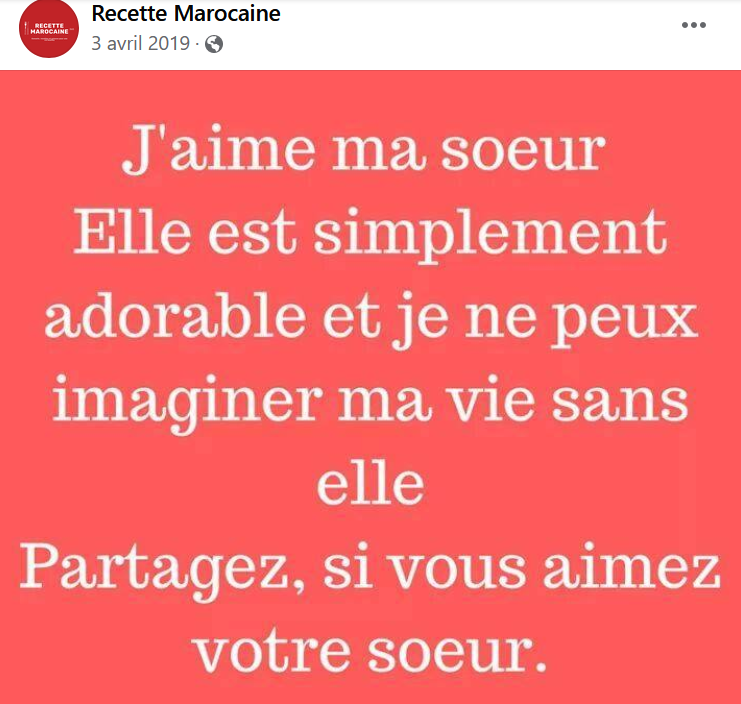 RECETTE
MAROCAINE
Recette Marocaine
3 avril 2019 ·
J'aime ma soeur
Elle est simplement
adorable et je ne peux
imaginer ma vie sans
elle
Partagez, si vous aimez
votre soeur.